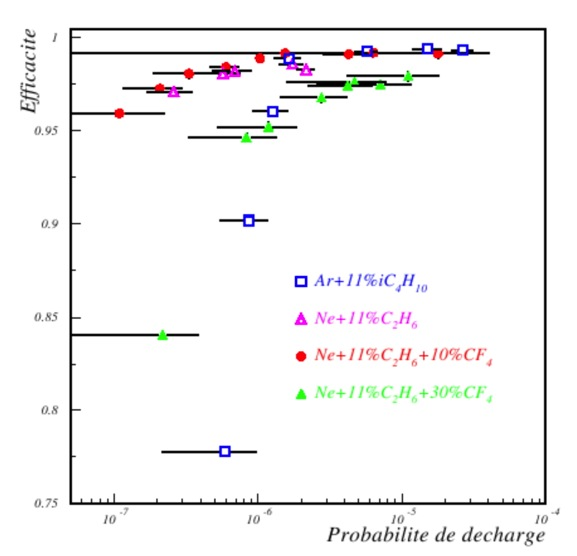 Efficacite
1
0.95
0.9
0.85
0.8
0.75
Ar+11%iC₄H₁₀
Ne+11%C₂H₆
Ne+11%C₂H₆+10%CF₄
Ne+11%C₂H₆+30%CF₄
10⁻⁷ 10⁻⁶ 10⁻⁵ 10⁻⁴
Probabilite de decharge